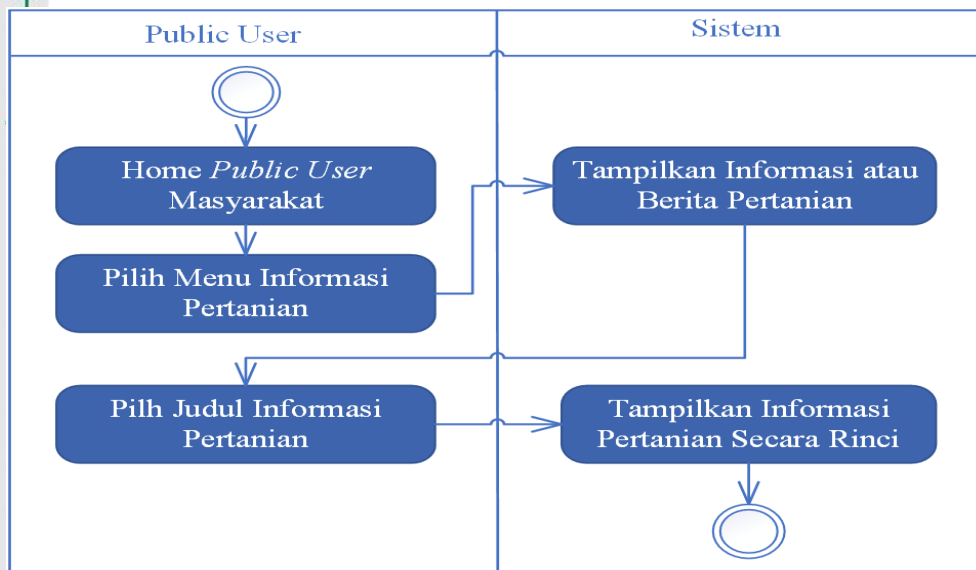 Public User
Sistem
Home Public User
Masyarakat
Tampilkan Informasi atau
Berita Pertanian
Pilih Menu Informasi
Pertanian
Pilh Judul Informasi
Pertanian
Tampilkan Informasi
Pertanian Secara Rinci